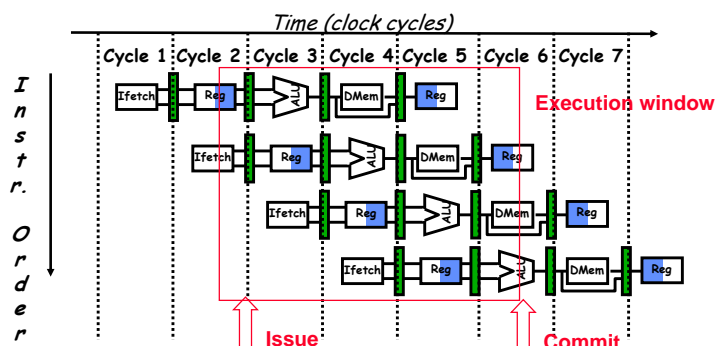 Time (clock cycles)
Cycle 1 Cycle 2 Cycle 3 Cycle 4 Cycle 5 Cycle 6 Cycle 7
Instr. Order
Ifetch Reg ALU DMem Reg
Execution window
Ifetch Reg ALU DMem Reg
Ifetch Reg ALU DMem Reg
Ifetch Reg ALU DMem Reg
Issue Commit